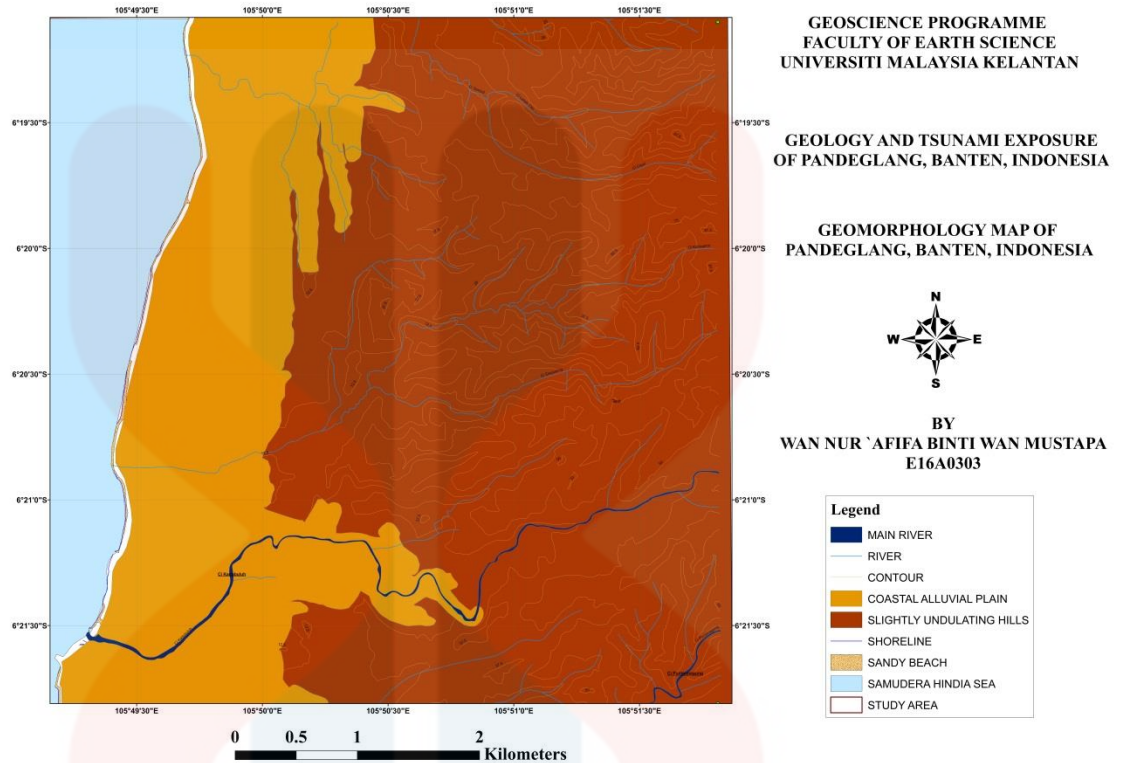 105°49'30"E 105°50'0"E 105°50'30"E 105°51'0"E 105°51'30"E
6°19'30"S 6°19'30"S
6°20'0"S 6°20'0"S
6°20'30"S 6°20'30"S
6°21'0"S 6°21'0"S
6°21'30"S 6°21'30"S
105°49'30"E 105°50'0"E 105°50'30"E 105°51'0"E 105°51'30"E
0 0.5 1 2
Kilometers
GEOSCIENCE PROGRAMME
FACULTY OF EARTH SCIENCE
UNIVERSITI MALAYSIA KELANTAN
GEOLOGY AND TSUNAMI EXPOSURE
OF PANDEGLANG, BANTEN, INDONESIA
GEOMORPHOLOGY MAP OF
PANDEGLANG, BANTEN, INDONESIA
N
W E
S
BY
WAN NUR `AFIFA BINTI WAN MUSTAPA
E16A0303
Legend
MAIN RIVER
RIVER
CONTOUR
COASTAL ALLUVIAL PLAIN
SLIGHTLY UNDULATING HILLS
SHORELINE
SANDY BEACH
SAMUDERA HINDIA SEA
STUDY AREA